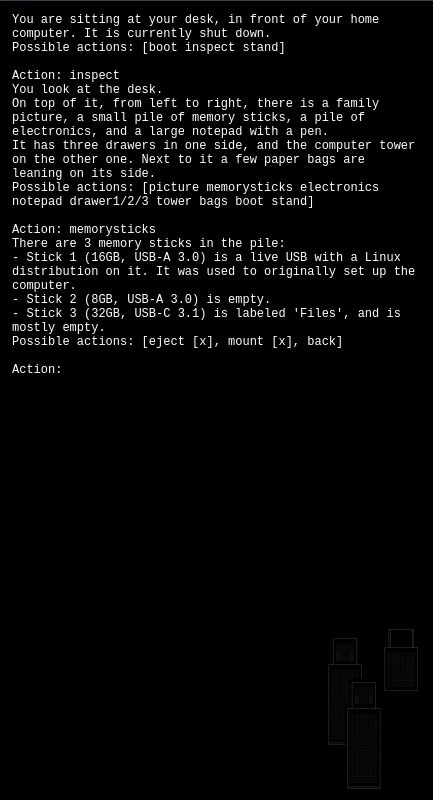 You are sitting at your desk, in front of your home
computer. It is currently shut down.
Possible actions: [boot inspect stand]
Action: inspect
You look at the desk.
On top of it, from left to right, there is a family
picture, a small pile of memory sticks, a pile of
electronics, and a large notepad with a pen.
It has three drawers in one side, and the computer tower
on the other one. Next to it a few paper bags are
leaning on its side.
Possible actions: [picture memorysticks electronics
notepad drawer1/2/3 tower bags boot stand]
Action: memorysticks
There are 3 memory sticks in the pile:
- Stick 1 (16GB, USB-A 3.0) is a live USB with a Linux
distribution on it. It was used to originally set up the
computer.
- Stick 2 (8GB, USB-A 3.0) is empty.
- Stick 3 (32GB, USB-C 3.1) is labeled 'Files', and is
mostly empty.
Possible actions: [eject [x], mount [x], back]
Action: